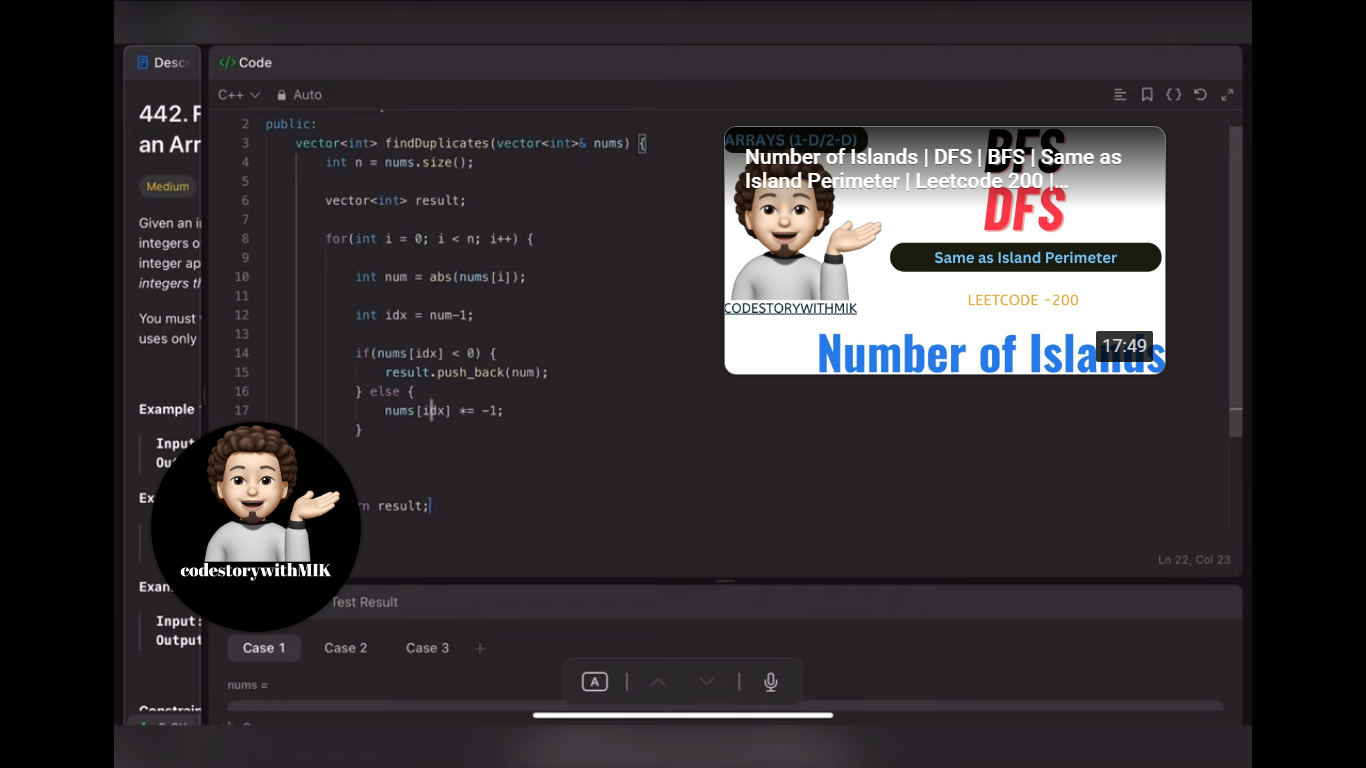 Desc
Code
C++
Auto
442. F
an Arr
Medium
Given an i
integers o
integer ap
integers th
You must
uses only
Example
Input
Ou
Ex
Exan
Input:
Output
Constrain
2 public:
3 vector<int> findDuplicates(vector<int>& nums) {
4 int n = nums.size();
5
6 vector<int> result;
7
8 for(int i = 0; i < n; i++) {
9
10 int num = abs(nums[i]);
11
12 int idx = num-1;
13
14 if(nums[idx] < 0) {
15 result.push_back(num);
16 } else {
17 nums[idx] *= -1;
}
rn result;
ARRAYS (1-D/2-D)
BFS
Number of Islands | DFS | BFS | Same as
Island Perimeter | Leetcode 200 |...
DFS
Same as Island Perimeter
LEETCODE -200
CODESTORYWITHMIK
Number of Islands
17:49
Ln 22, Col 23
codestorywithMIK
Test Result
Case 1
Case 2
Case 3
nums =
A